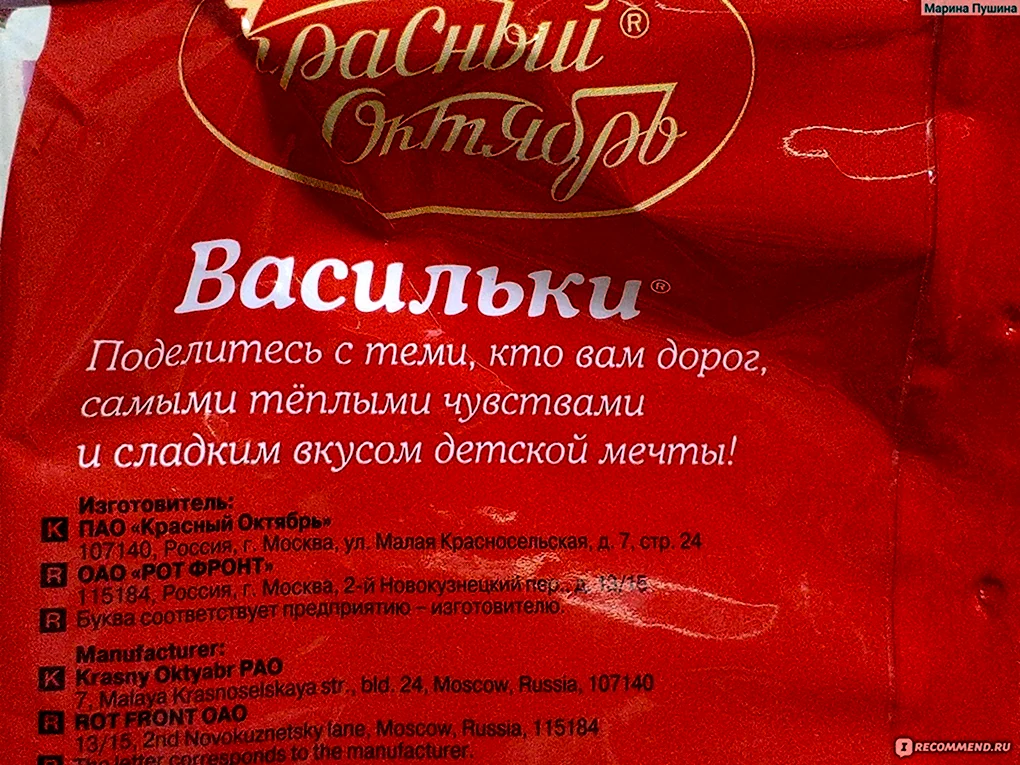 Марина Пушина
Красный®
Октябрь
Васильки®
Поделитесь с теми, кто вам дорог,
самыми тёплыми чувствами
и сладким вкусом детской мечты!
Изготовитель:
K ПАО «Красный Октябрь»
107140, Россия, г. Москва, ул. Малая Красносельская, д. 7, стр. 24
R ОАО «РОТ ФРОНТ»
115184, Россия, г. Москва, 2-й Новокузнецкий пер., д. 13/15
R Буква соответствует предприятию – изготовителю.
Manufacturer:
K Krasny Oktyabr PAO
7, Malaya Krasnoselskaya str., bld. 24, Moscow, Russia, 107140
R ROT FRONT OAO
13/15, 2nd Novokuznetsky lane, Moscow, Russia, 115184
The letter corresponds to the manufacturer.
I RECOMMEND.RU